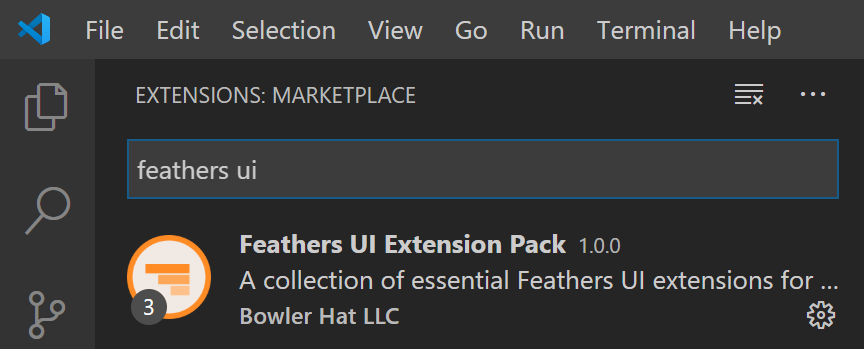 File Edit Selection View Go Run Terminal Help
EXTENSIONS: MARKETPLACE
feathers ui
Feathers UI Extension Pack 1.0.0
A collection of essential Feathers UI extensions for ...
3
Bowler Hat LLC